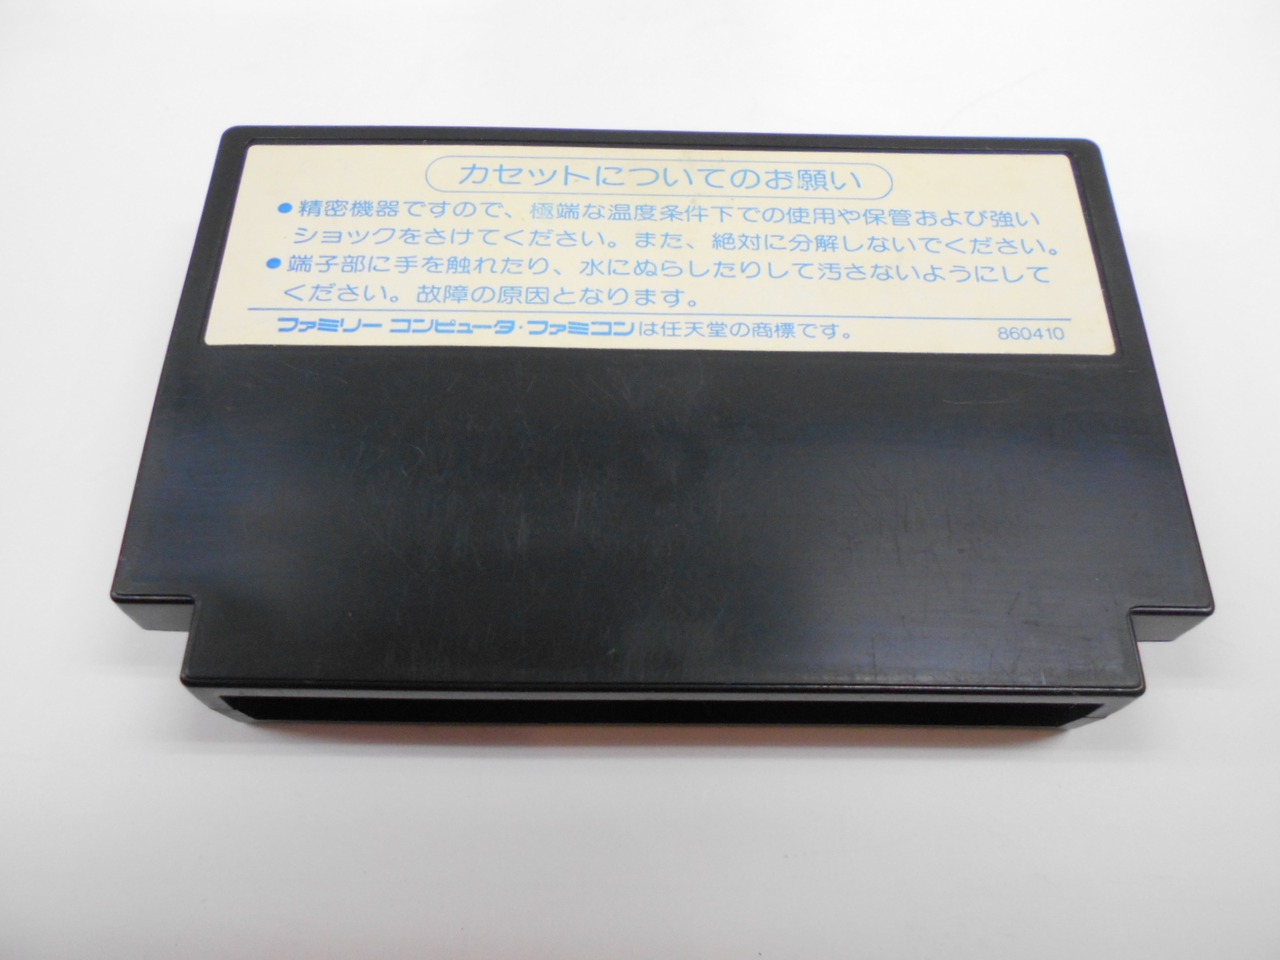 カセットについてのお願い
●精密機器ですので、極端な温度条件下での使用や保管および強い
ショックをさけてください。また、絶対に分解しないでください。
●端子部に手を触れたり、水にぬらしたりして汚さないようにして
ください。故障の原因となります。
ファミリーコンピュータ・ファミコンは任天堂の商標です。 860410